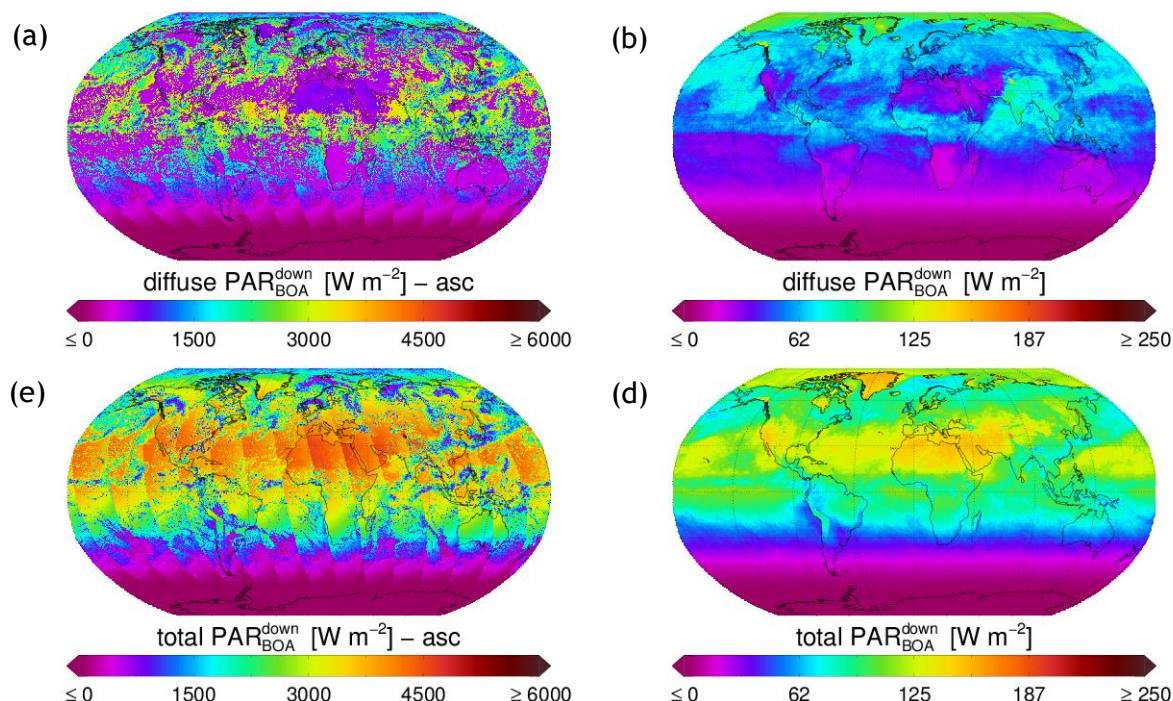 (a)
diffuse PAR^down_BOA [W m−2] – asc
≤ 0 1500 3000 4500 ≥ 6000
(b)
diffuse PAR^down_BOA [W m−2]
≤ 0 62 125 187 ≥ 250
(e)
total PAR^down_BOA [W m−2] – asc
≤ 0 1500 3000 4500 ≥ 6000
(d)
total PAR^down_BOA [W m−2]
≤ 0 62 125 187 ≥ 250